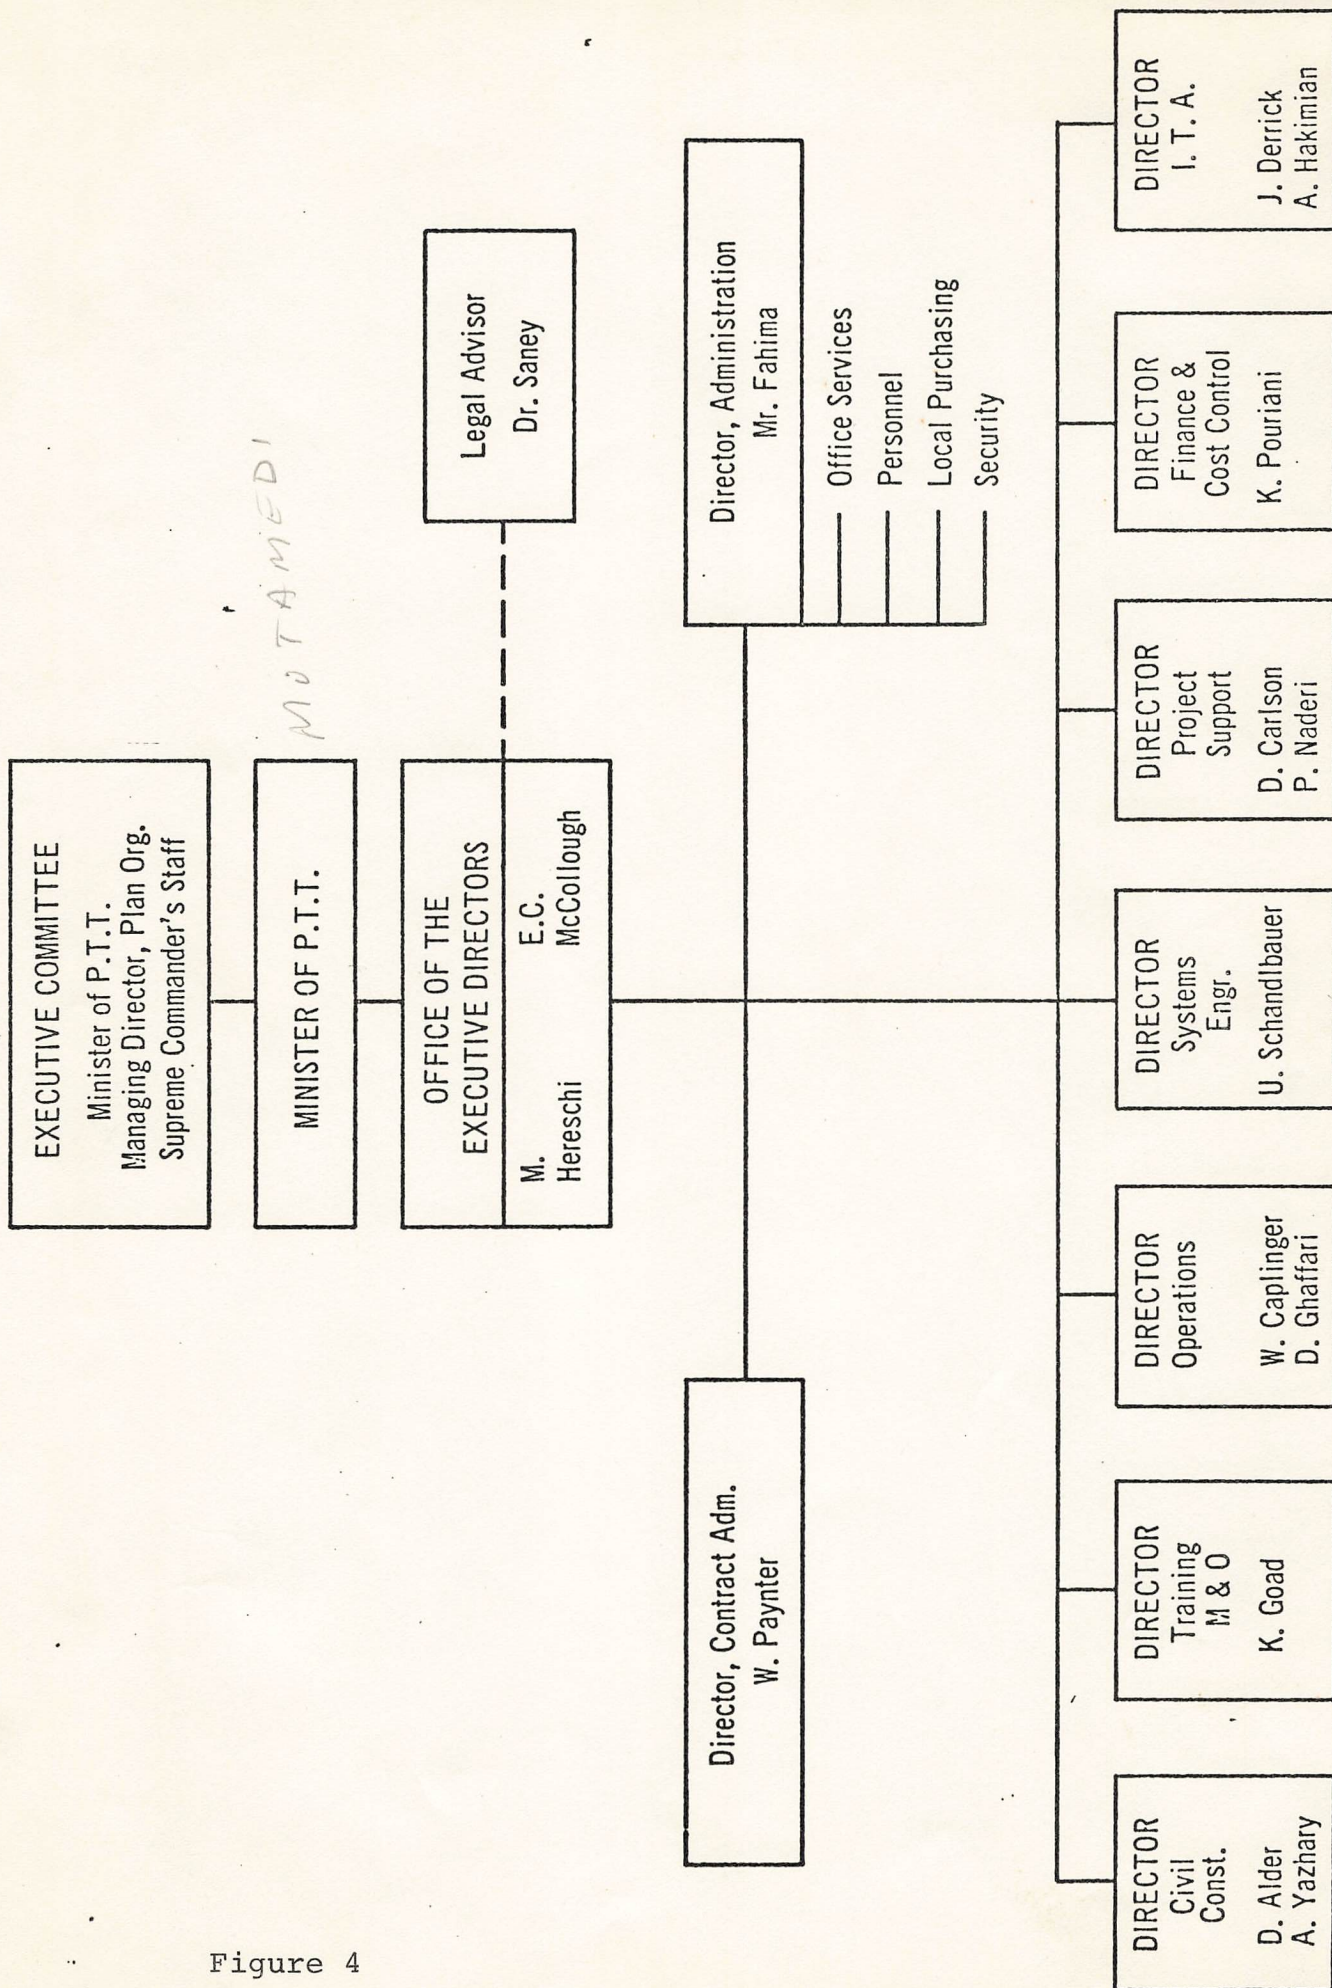 EXECUTIVE COMMITTEE
Minister of P.T.T.
Managing Director, Plan Org.
Supreme Commander's Staff
MOTAMEDI
MINISTER OF P.T.T.
OFFICE OF THE
EXECUTIVE DIRECTORS
M.
Hereschi
E.C.
McCollough
Legal Advisor
Dr. Saney
Director, Contract Adm.
W. Paynter
Director, Administration
Mr. Fahima
Office Services
Personnel
Local Purchasing
Security
DIRECTOR
Civil
Const.
D. Alder
A. Yazhary
DIRECTOR
Training
M & O
K. Goad
DIRECTOR
Operations
W. Caplinger
D. Ghaffari
DIRECTOR
Systems
Engr.
U. Schandlbauer
DIRECTOR
Project
Support
D. Carlson
P. Naderi
DIRECTOR
Finance &
Cost Control
K. Pouriani
DIRECTOR
I. T. A.
J. Derrick
A. Hakimian
Figure 4